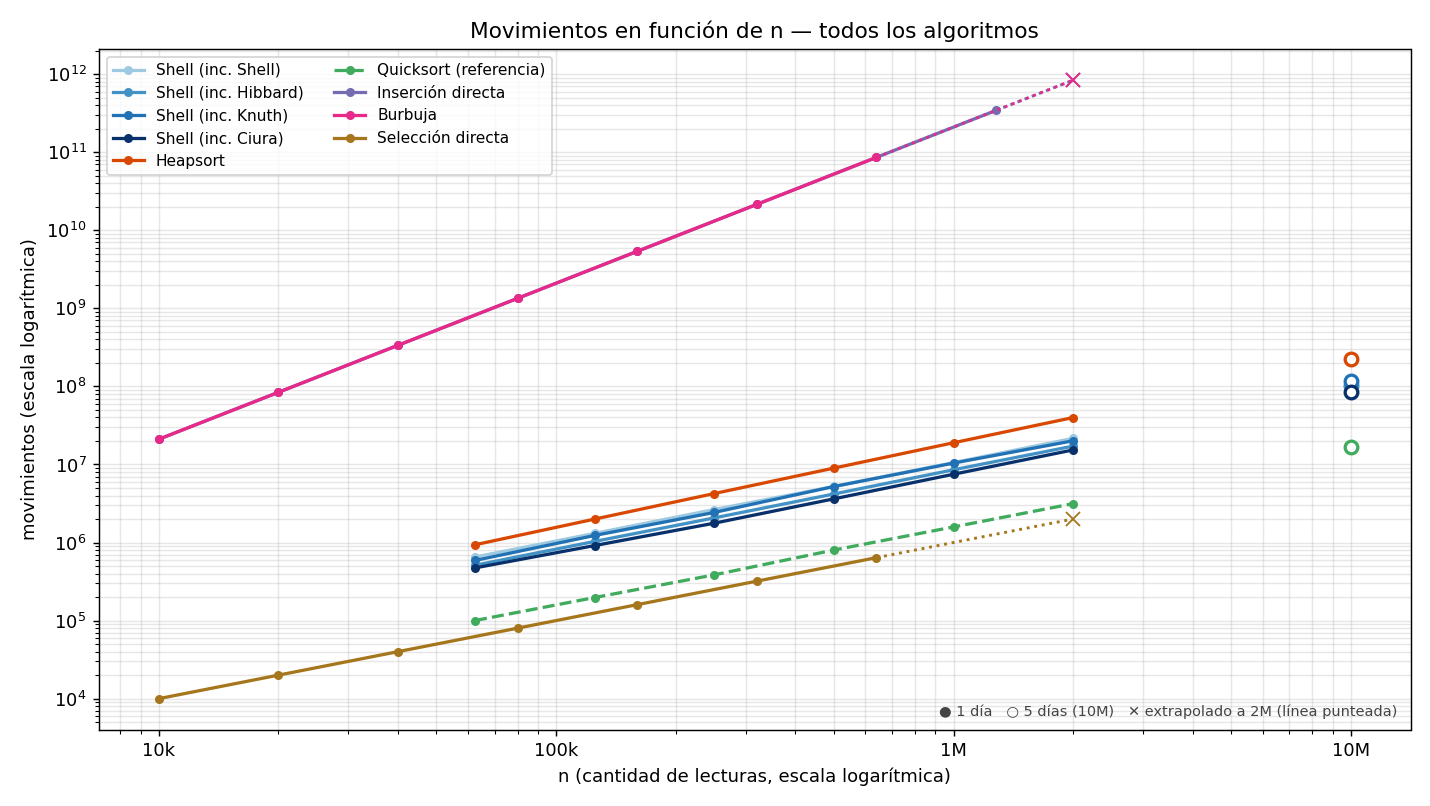 Movimientos en función de n — todos los algoritmos
Shell (inc. Shell)
Shell (inc. Hibbard)
Shell (inc. Knuth)
Shell (inc. Ciura)
Heapsort
Quicksort (referencia)
Inserción directa
Burbuja
Selección directa
movimientos (escala logarítmica)
10¹²
10¹¹
10¹⁰
10⁹
10⁸
10⁷
10⁶
10⁵
10⁴
● 1 día ○ 5 días (10M) ✕ extrapolado a 2M (línea punteada)
10k 100k 1M 10M
n (cantidad de lecturas, escala logarítmica)